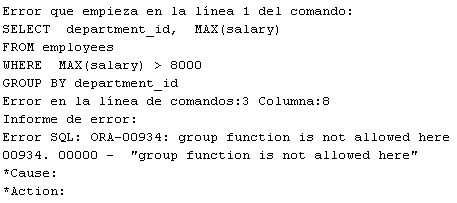 Error que empieza en la línea 1 del comando:
SELECT  department_id,  MAX(salary)
FROM employees
WHERE  MAX(salary) > 8000
GROUP BY department_id
Error en la línea de comandos:3 Columna:8
Informe de error:
Error SQL: ORA-00934: group function is not allowed here
00934. 00000 -  "group function is not allowed here"
*Cause:
*Action: